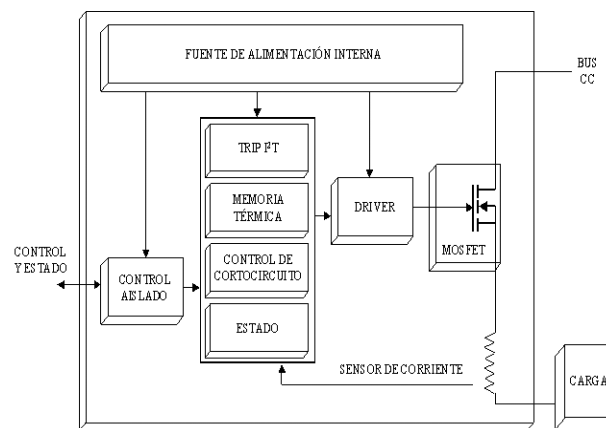 FUENTE DE ALIMENTACIÓN INTERNA
BUS
CC
TRIP I²T
MEMORIA
TÉRMICA
DRIVER
MOSFET
CONTROL
Y ESTADO
CONTROL
AISLADO
CONTROL DE
CORTOCIRCUITO
ESTADO
SENSOR DE CORRIENTE
CARGA